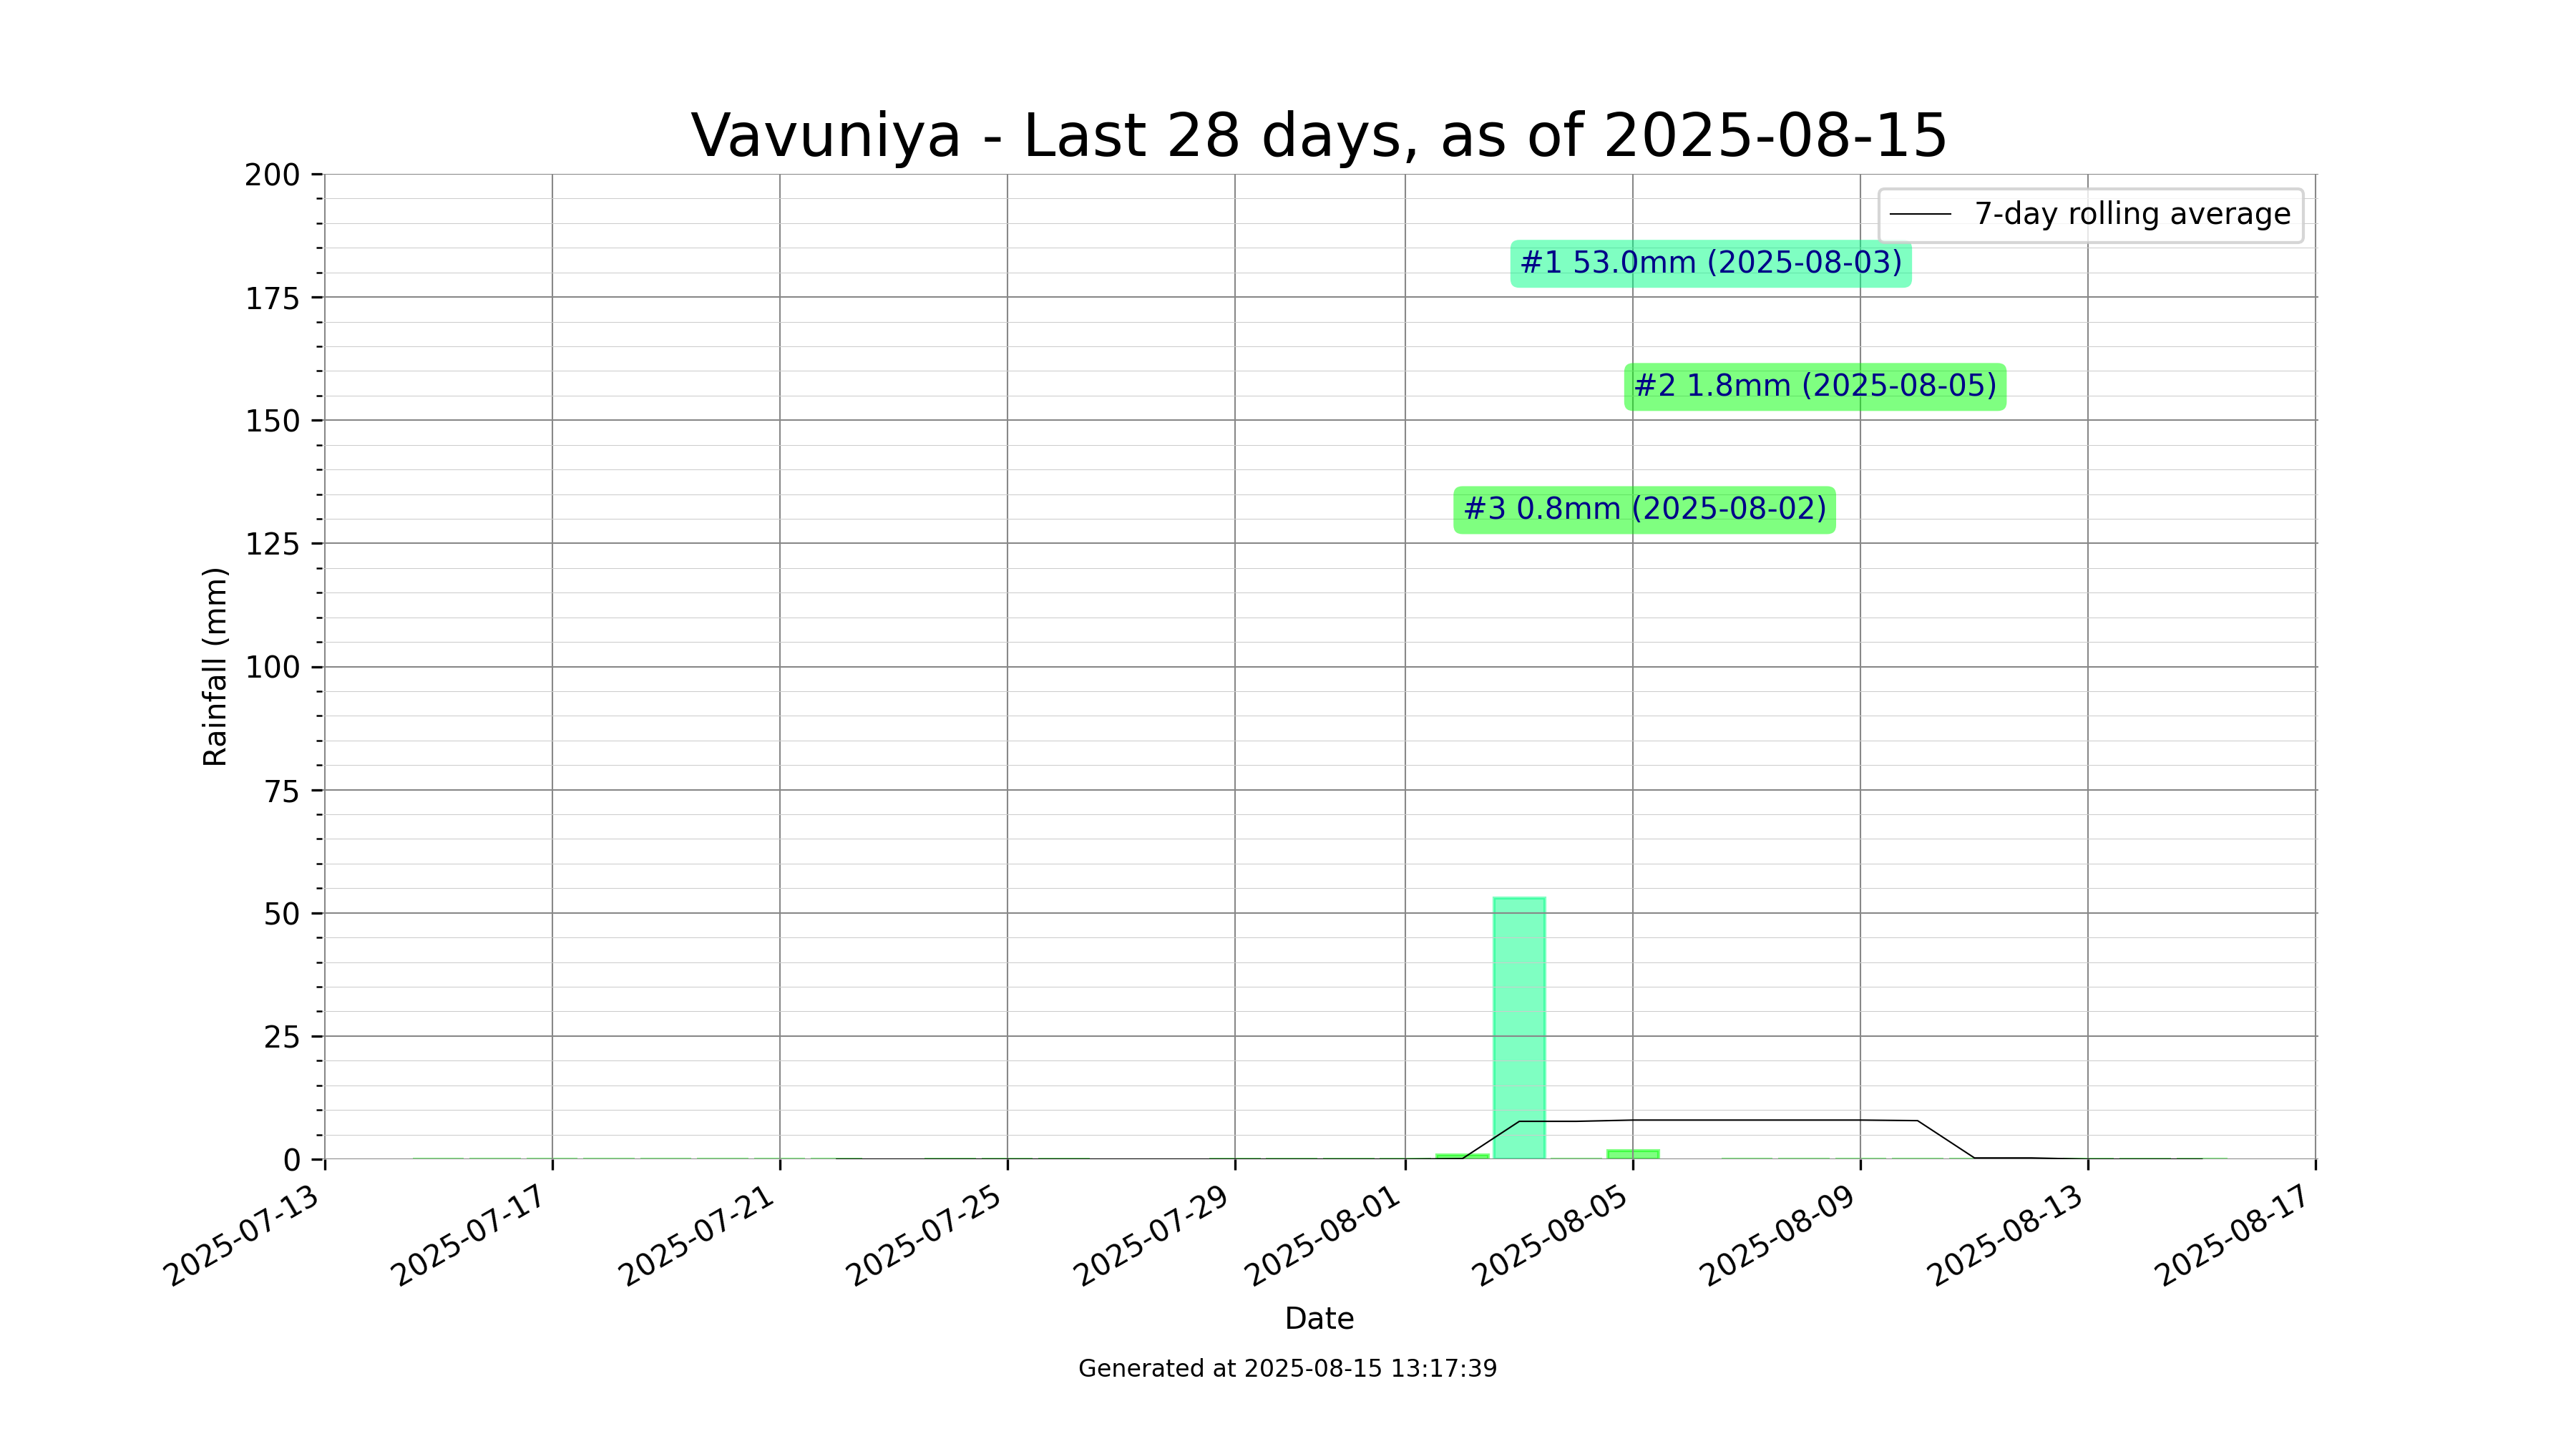 Vavuniya - Last 28 days, as of 2025-08-15
200
175
150
125
100
75
50
25
0
Rainfall (mm)
7-day rolling average
#1 53.0mm (2025-08-03)
#2 1.8mm (2025-08-05)
#3 0.8mm (2025-08-02)
2025-07-13
2025-07-17
2025-07-21
2025-07-25
2025-07-29
2025-08-01
2025-08-05
2025-08-09
2025-08-13
2025-08-17
Date
Generated at 2025-08-15 13:17:39